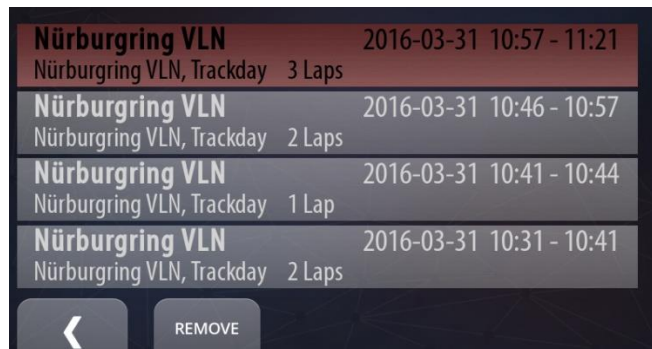 Nürburgring VLN 2016-03-31 10:57 - 11:21
Nürburgring VLN, Trackday 3 Laps
Nürburgring VLN 2016-03-31 10:46 - 10:57
Nürburgring VLN, Trackday 2 Laps
Nürburgring VLN 2016-03-31 10:41 - 10:44
Nürburgring VLN, Trackday 1 Lap
Nürburgring VLN 2016-03-31 10:31 - 10:41
Nürburgring VLN, Trackday 2 Laps
REMOVE